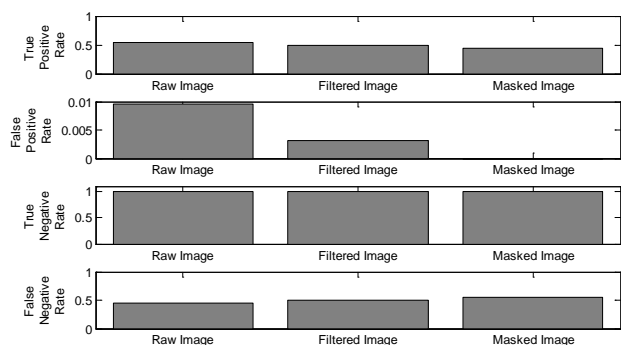 True
Positive
Rate
1
0.5
0
Raw Image Filtered Image Masked Image
False
Positive
Rate
0.01
0.005
0
Raw Image Filtered Image Masked Image
True
Negative
Rate
1
0.5
0
Raw Image Filtered Image Masked Image
False
Negative
Rate
1
0.5
0
Raw Image Filtered Image Masked Image